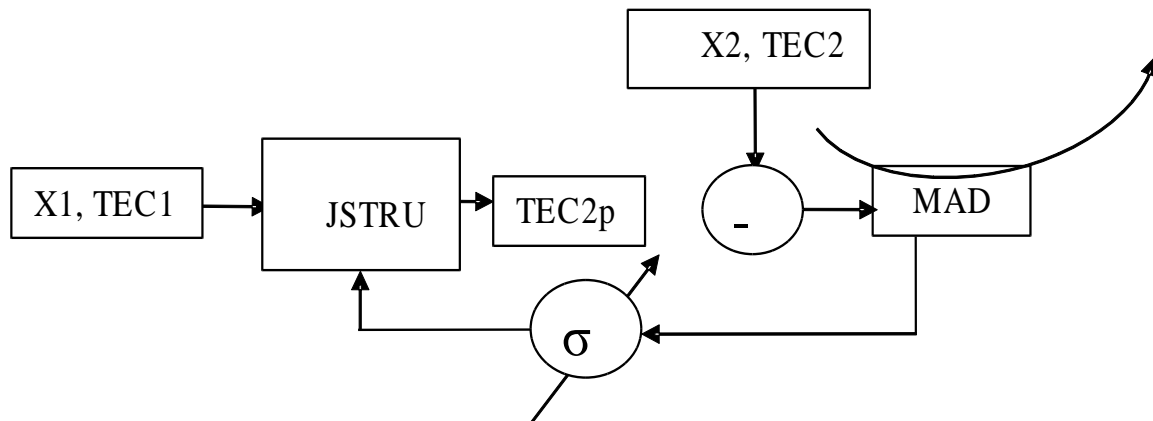 X2, TEC2
X1, TEC1
JSTRU
TEC2p
-
MAD
σ